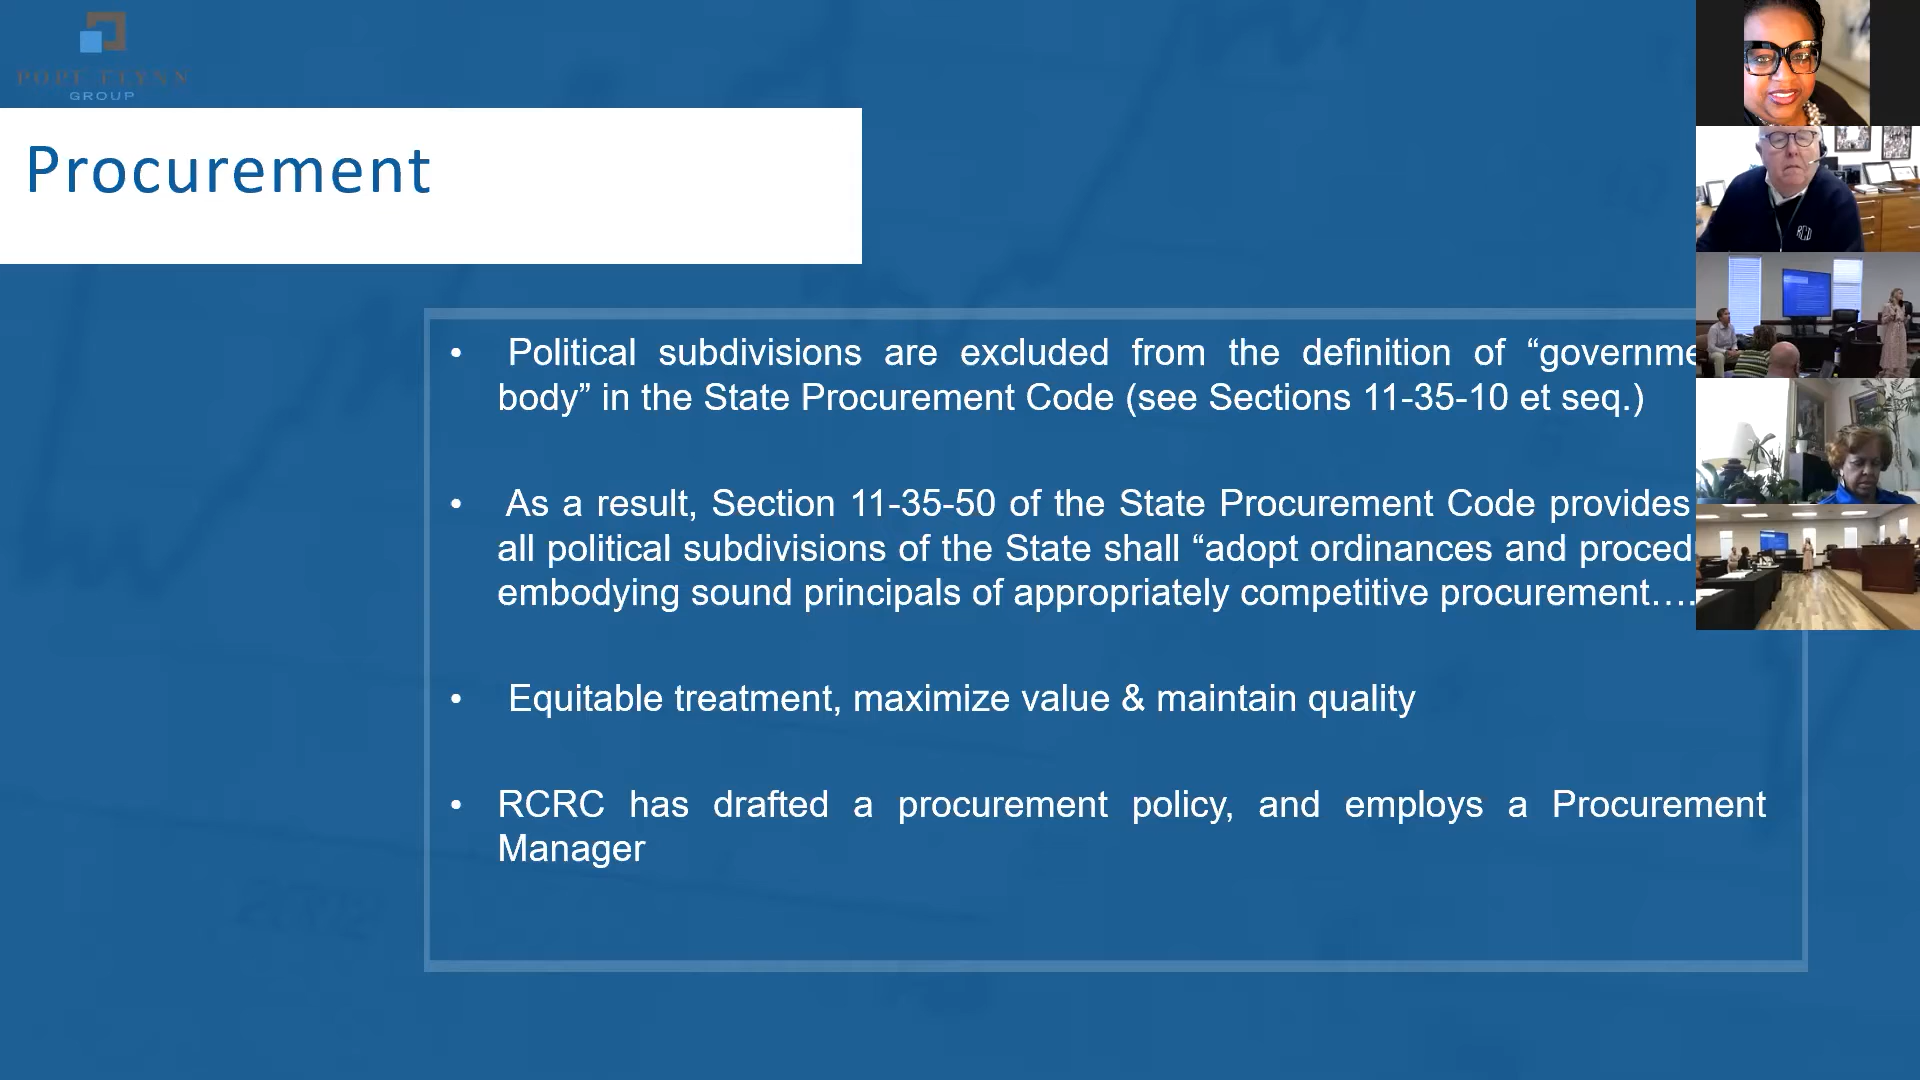 POPE FLYNN
GROUP
Procurement
• Political subdivisions are excluded from the definition of “governme
body” in the State Procurement Code (see Sections 11-35-10 et seq.)
• As a result, Section 11-35-50 of the State Procurement Code provides
all political subdivisions of the State shall “adopt ordinances and proced
embodying sound principals of appropriately competitive procurement….
• Equitable treatment, maximize value & maintain quality
• RCRC has drafted a procurement policy, and employs a Procurement
Manager
RCD